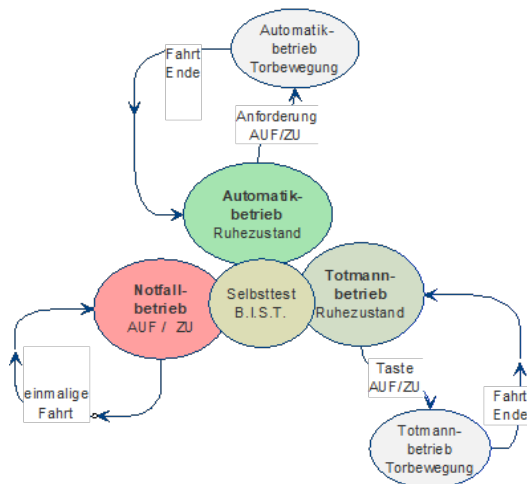 Automatik-
betrieb
Torbewegung
Fahrt
Ende
Anforderung
AUF/ZU
Automatik-
betrieb
Ruhezustand
Notfall-
betrieb
AUF / ZU
Selbsttest
B.I.S.T.
Totmann-
betrieb
Ruhezustand
einmalige
Fahrt
Taste
AUF/ZU
Fahrt
Ende
Totmann-
betrieb
Torbewegung